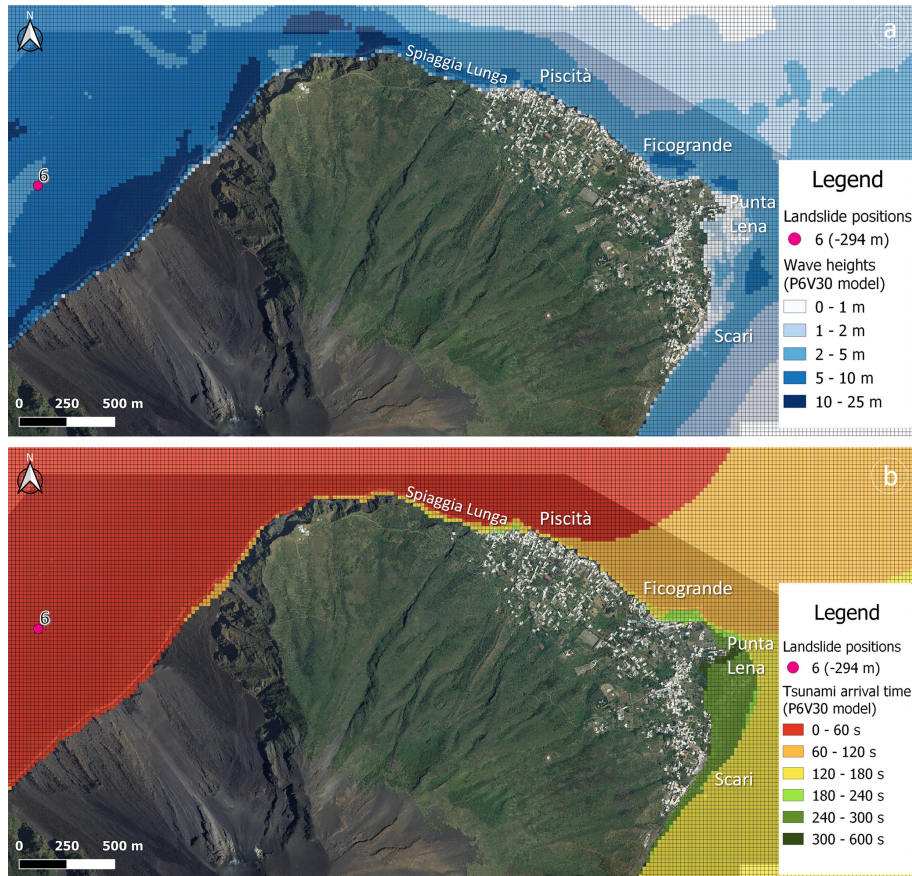 N
a
Spiaggia Lunga
Piscità
Ficogrande
6
Punta
Lena
Scari
Legend
Landslide positions
6 (-294 m)
Wave heights
(P6V30 model)
0 - 1 m
1 - 2 m
2 - 5 m
5 - 10 m
10 - 25 m
0 250 500 m
N
b
Spiaggia Lunga
Piscità
Ficogrande
6
Punta
Lena
Scari
Legend
Landslide positions
6 (-294 m)
Tsunami arrival time
(P6V30 model)
0 - 60 s
60 - 120 s
120 - 180 s
180 - 240 s
240 - 300 s
300 - 600 s
0 250 500 m